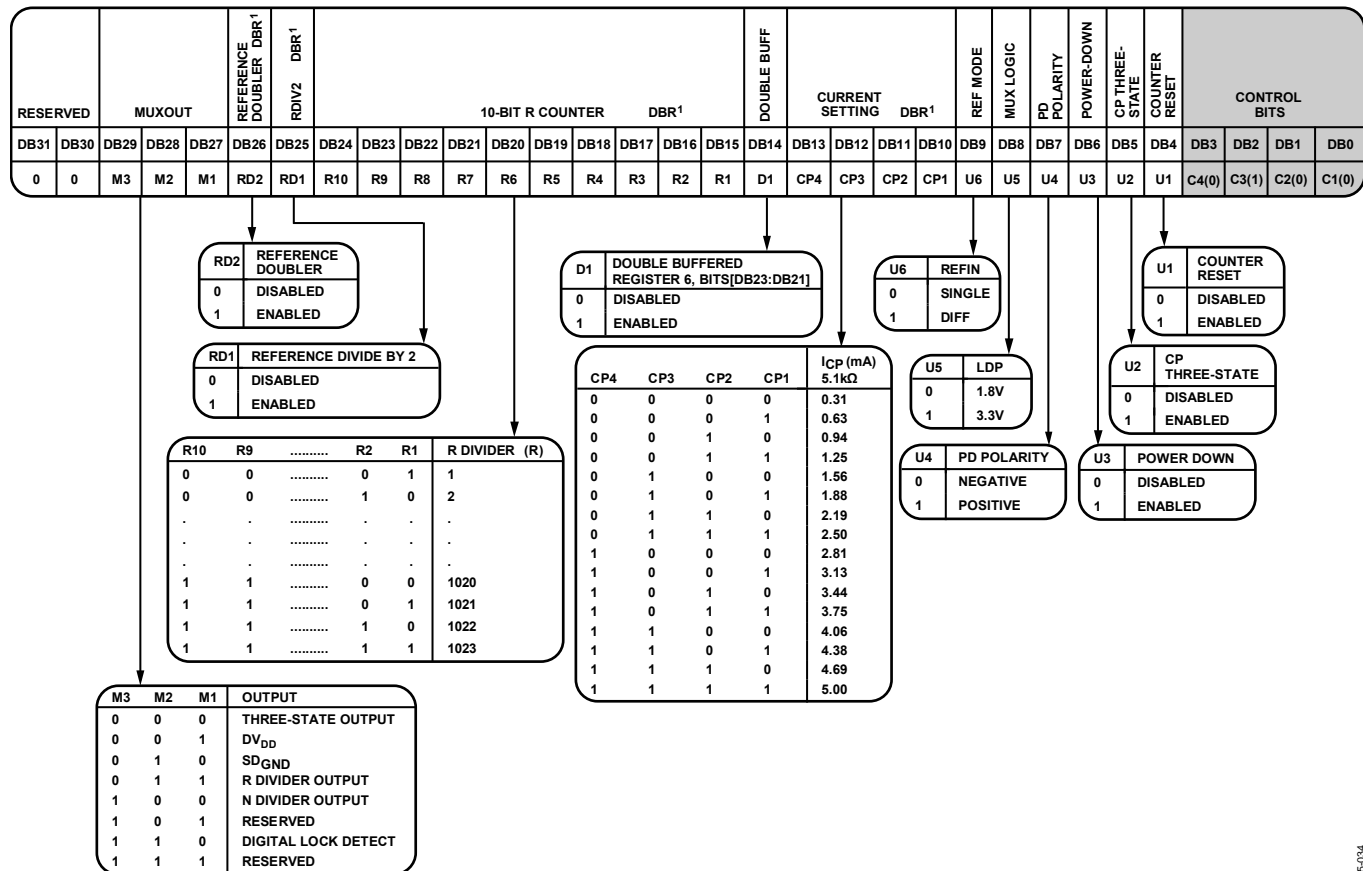 RESERVED MUXOUT REFERENCE DOUBLER DBR1 RDIV2 DBR1 10-BIT R COUNTER DBR1 DOUBLE BUFF CURRENT SETTING DBR1 REF MODE MUX LOGIC PD POLARITY POWER-DOWN CP THREE-STATE COUNTER RESET CONTROL BITS
DB31 DB30 DB29 DB28 DB27 DB26 DB25 DB24 DB23 DB22 DB21 DB20 DB19 DB18 DB17 DB16 DB15 DB14 DB13 DB12 DB11 DB10 DB9 DB8 DB7 DB6 DB5 DB4 DB3 DB2 DB1 DB0
0 0 M3 M2 M1 RD2 RD1 R10 R9 R8 R7 R6 R5 R4 R3 R2 R1 D1 CP4 CP3 CP2 CP1 U6 U5 U4 U3 U2 U1 C4(0) C3(1) C2(0) C1(0)
RD2 REFERENCE DOUBLER
0 DISABLED
1 ENABLED
RD1 REFERENCE DIVIDE BY 2
0 DISABLED
1 ENABLED
R10 R9 .......... R2 R1 R DIVIDER (R)
0 0 .......... 0 1 1
0 0 .......... 1 0 2
. . .......... . . .
. . .......... . . .
. . .......... . . .
1 1 .......... 0 0 1020
1 1 .......... 0 1 1021
1 1 .......... 1 0 1022
1 1 .......... 1 1 1023
M3 M2 M1 OUTPUT
0 0 0 THREE-STATE OUTPUT
0 0 1 DVDD
0 1 0 SDGND
0 1 1 R DIVIDER OUTPUT
1 0 0 N DIVIDER OUTPUT
1 0 1 RESERVED
1 1 0 DIGITAL LOCK DETECT
1 1 1 RESERVED
D1 DOUBLE BUFFERED
REGISTER 6, BITS[DB23:DB21]
0 DISABLED
1 ENABLED
CP4 CP3 CP2 CP1 ICP (mA)
5.1kΩ
0 0 0 0 0.31
0 0 0 1 0.63
0 0 1 0 0.94
0 0 1 1 1.25
0 1 0 0 1.56
0 1 0 1 1.88
0 1 1 0 2.19
0 1 1 1 2.50
1 0 0 0 2.81
1 0 0 1 3.13
1 0 1 0 3.44
1 0 1 1 3.75
1 1 0 0 4.06
1 1 0 1 4.38
1 1 1 0 4.69
1 1 1 1 5.00
U6 REFIN
0 SINGLE
1 DIFF
U5 LDP
0 1.8V
1 3.3V
U4 PD POLARITY
0 NEGATIVE
1 POSITIVE
U1 COUNTER RESET
0 DISABLED
1 ENABLED
U2 CP THREE-STATE
0 DISABLED
1 ENABLED
U3 POWER DOWN
0 DISABLED
1 ENABLED